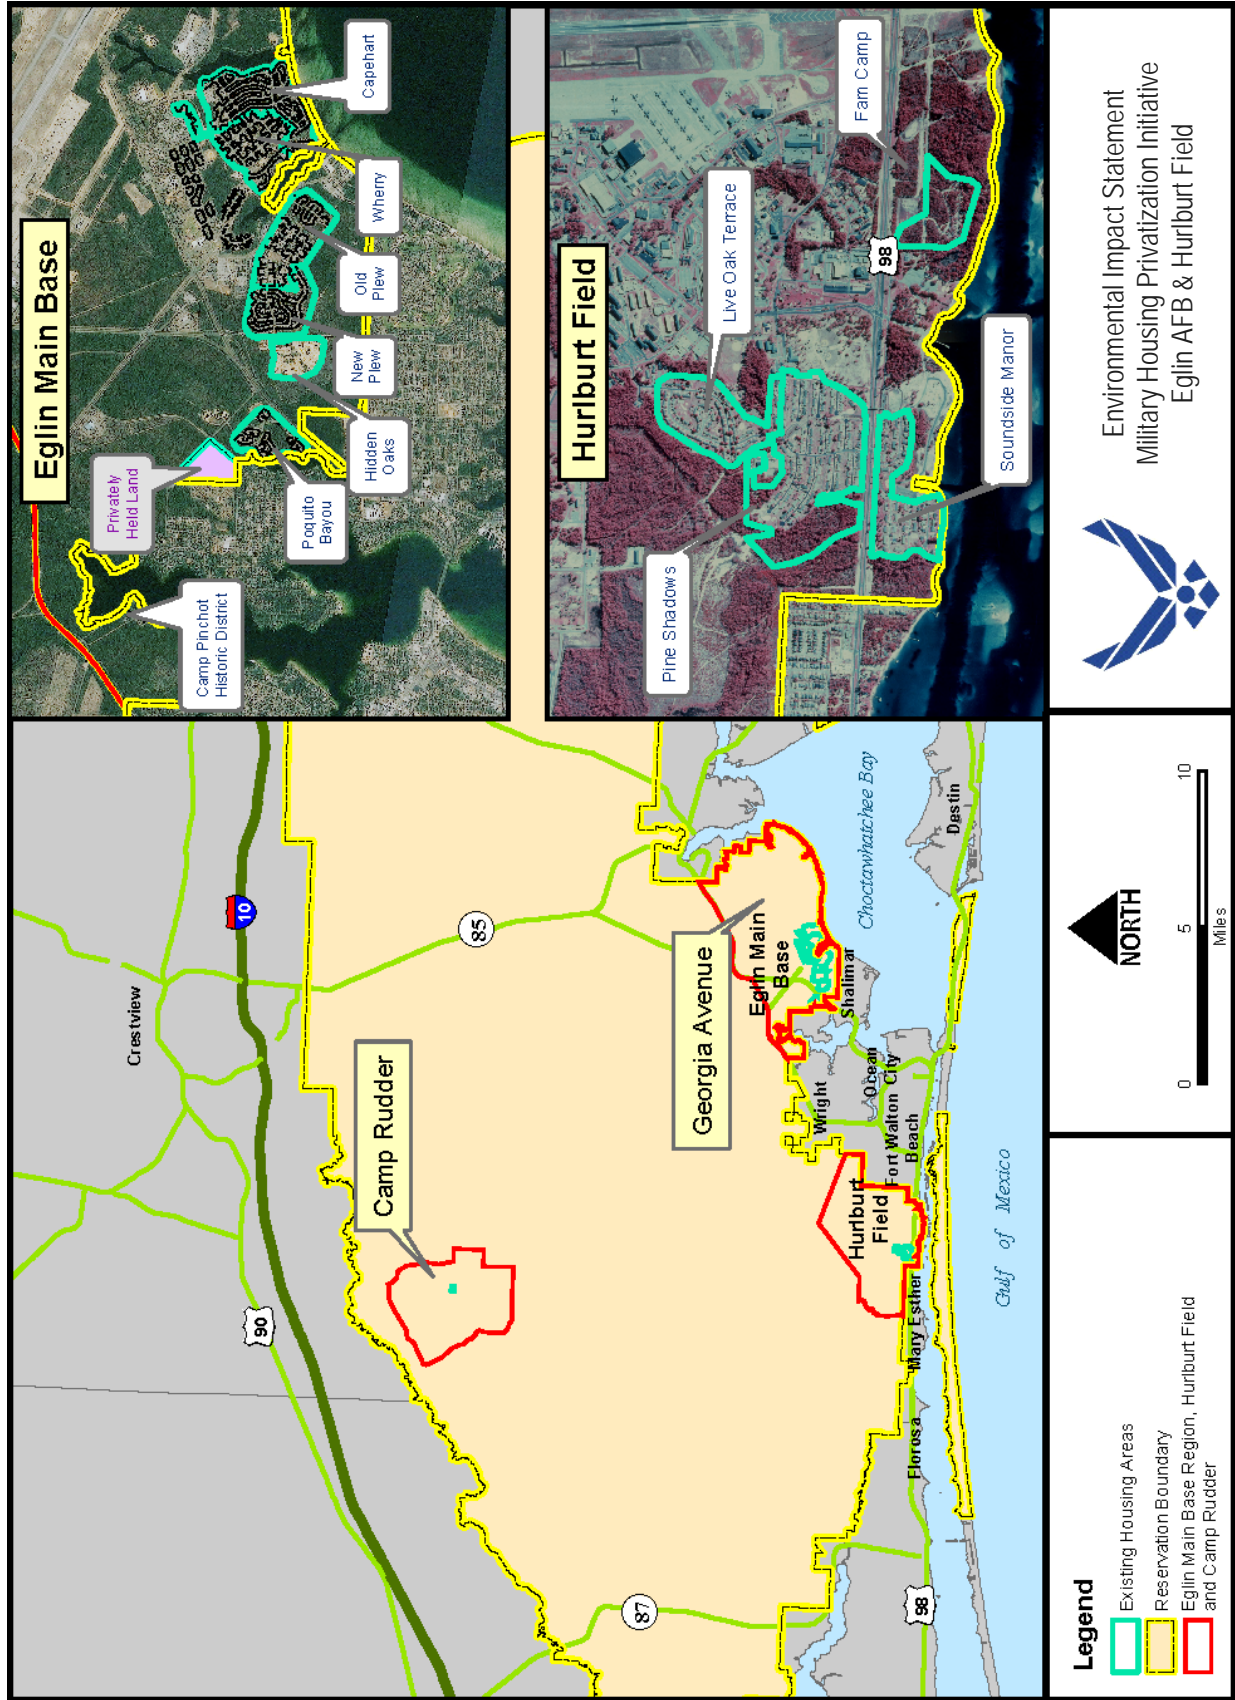 Crestview
10
90
85
87
98
Camp Rudder
Georgia Avenue
Eglin Main
Base
Hurlburt
Field
Wright
Shalimar
Ocean
City
Fort Walton
Beach
Mary Esther
Florosa
Destin
Choctawhatchee Bay
Gulf of Mexico
Eglin Main Base
Camp Pinchot
Historic District
Privately
Held Land
Poquito
Bayou
Hidden
Oaks
New
Plew
Old
Plew
Wherry
Capehart
Hurlburt Field
Pine Shadows
Live Oak Terrace
Fam Camp
98
Soundside Manor
Legend
Existing Housing Areas
Reservation Boundary
Eglin Main Base Region, Hurlburt Field
and Camp Rudder
NORTH
0
5
10
Miles
Environmental Impact Statement
Military Housing Privatization Initiative
Eglin AFB & Hurlburt Field